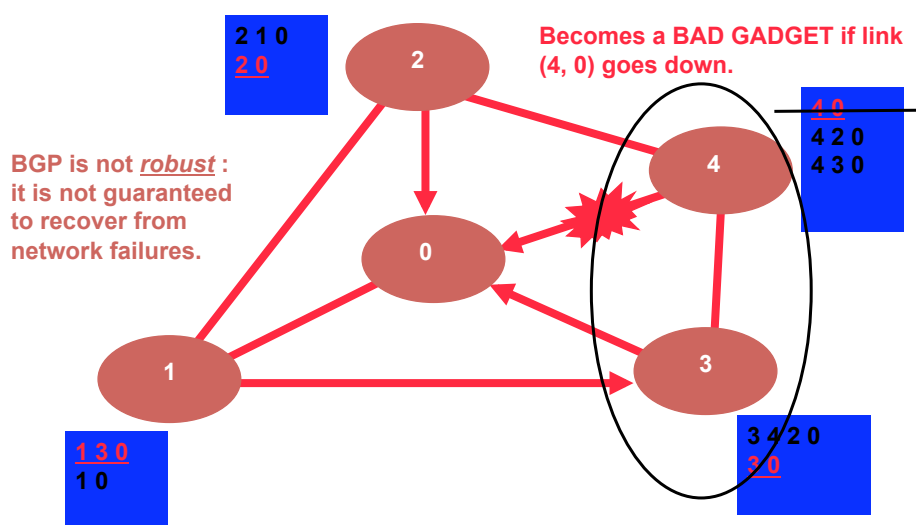 2 1 0
2 0
2
Becomes a BAD GADGET if link
(4, 0) goes down.
4 0
4 2 0
4 3 0
4
BGP is not robust :
it is not guaranteed
to recover from
network failures.
0
1
3
1 3 0
1 0
3 4 2 0
3 0